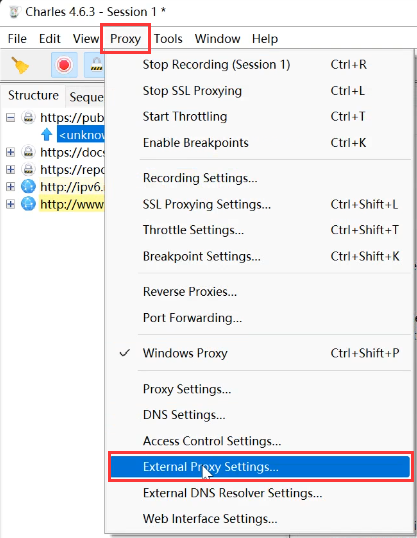 Charles 4.6.3 - Session 1 *
File Edit View Proxy Tools Window Help
Structure Seque
https://pub
<unknow
https://docs
https://repo
http://ipv6.
http://www
Stop Recording (Session 1) Ctrl+R
Stop SSL Proxying Ctrl+L
Start Throttling Ctrl+T
Enable Breakpoints Ctrl+K
Recording Settings...
SSL Proxying Settings... Ctrl+Shift+L
Throttle Settings... Ctrl+Shift+T
Breakpoint Settings... Ctrl+Shift+K
Reverse Proxies...
Port Forwarding...
Windows Proxy Ctrl+Shift+P
Proxy Settings...
DNS Settings...
Access Control Settings...
External Proxy Settings...
External DNS Resolver Settings...
Web Interface Settings...